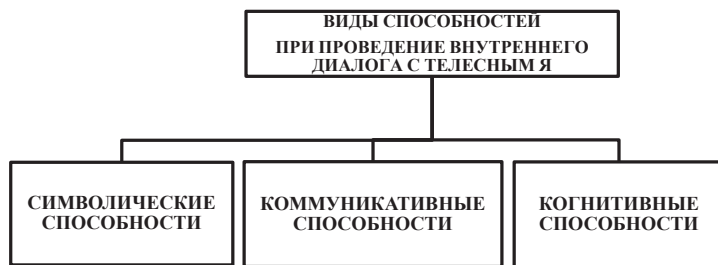 ВИДЫ СПОСОБНОСТЕЙ
ПРИ ПРОВЕДЕНИЕ ВНУТРЕННЕГО
ДИАЛОГА С ТЕЛЕСНЫМ Я
СИМВОЛИЧЕСКИЕ
СПОСОБНОСТИ
КОММУНИКАТИВНЫЕ
СПОСОБНОСТИ
КОГНИТИВНЫЕ
СПОСОБНОСТИ